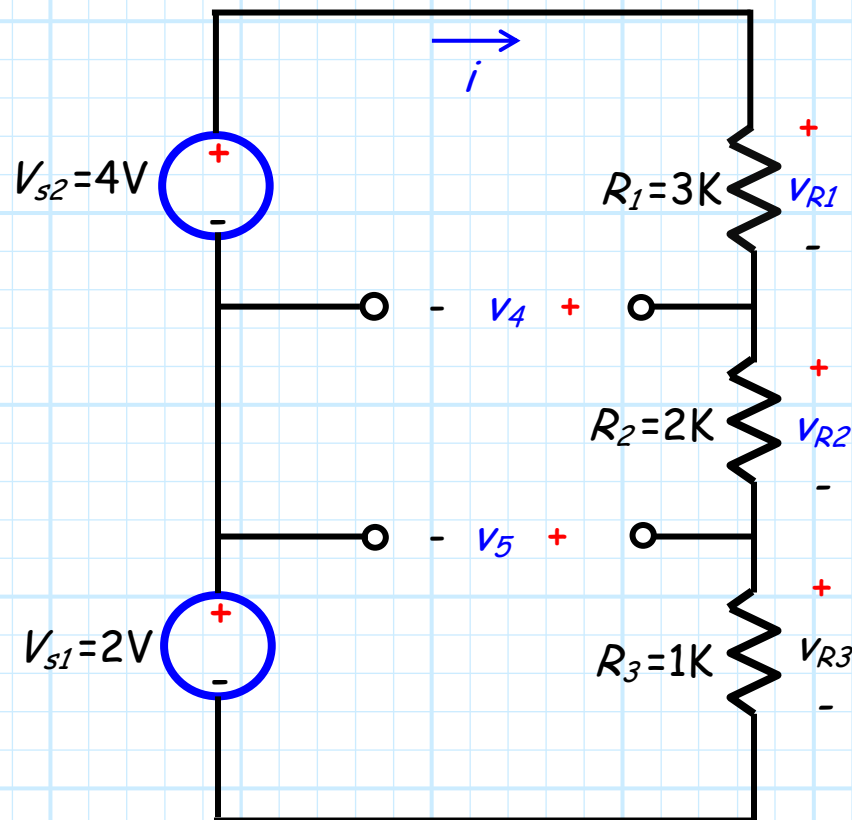 i
+
Vs2=4V
-
+
R1=3K
vR1
-
- v4 +
+
R2=2K
vR2
-
- v5 +
+
Vs1=2V
-
+
R3=1K
vR3
-